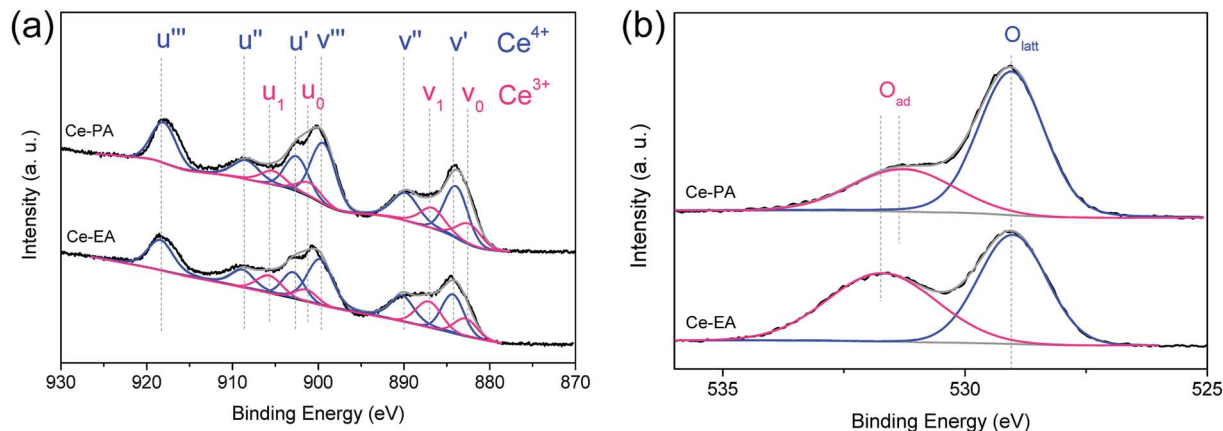 (a)
u''' u'' u' v''' v'' v' Ce4+
u1 u0 v1 v0 Ce3+
Ce-PA
Ce-EA
Intensity (a. u.)
930 920 910 900 890 880 870
Binding Energy (eV)
(b)
Olatt
Oad
Ce-PA
Ce-EA
Intensity (a. u.)
535 530 525
Binding Energy (eV)